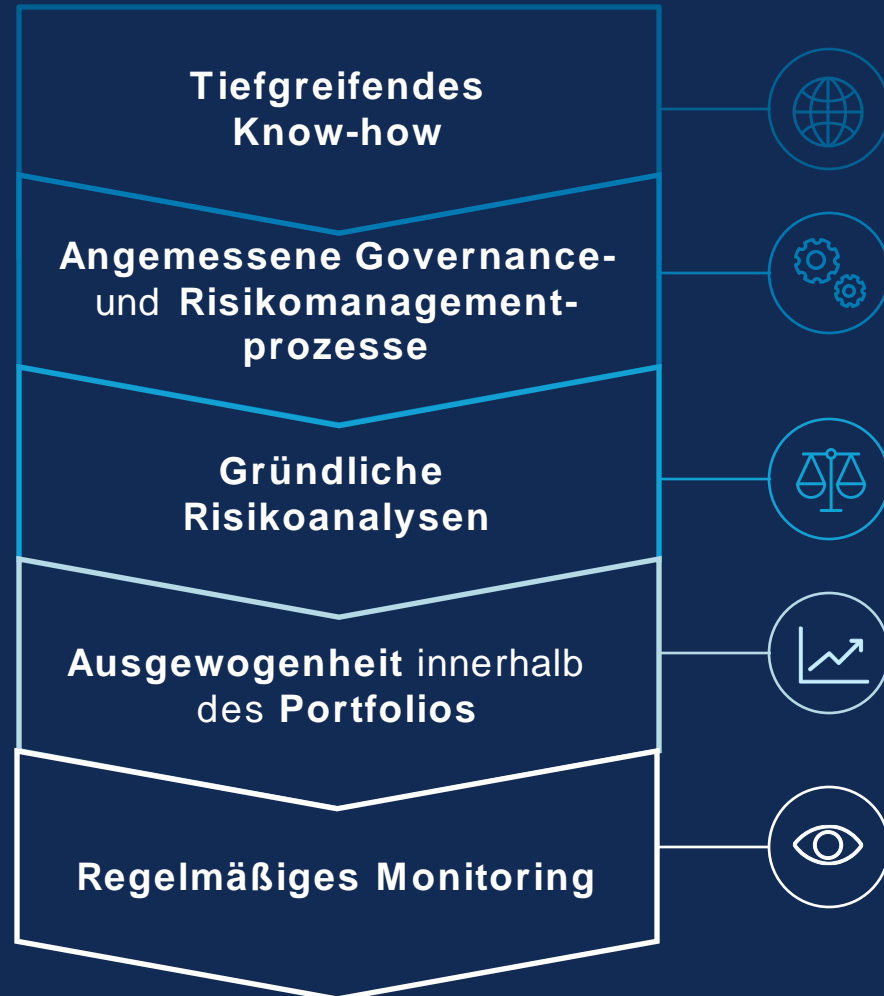 Tiefgreifendes
Know-how
Angemessene Governance-
und Risikomanagement-
prozesse
Gründliche
Risikoanalysen
Ausgewogenheit innerhalb
des Portfolios
Regelmäßiges Monitoring